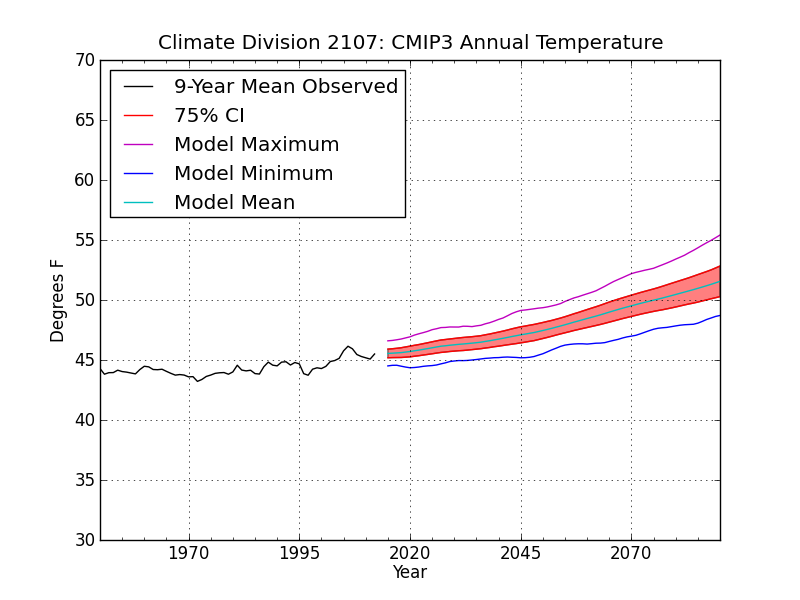 Climate Division 2107: CMIP3 Annual Temperature
70
65
60
55
50
45
40
35
30
Degrees F
9-Year Mean Observed
75% CI
Model Maximum
Model Minimum
Model Mean
1970
1995
2020
2045
2070
Year